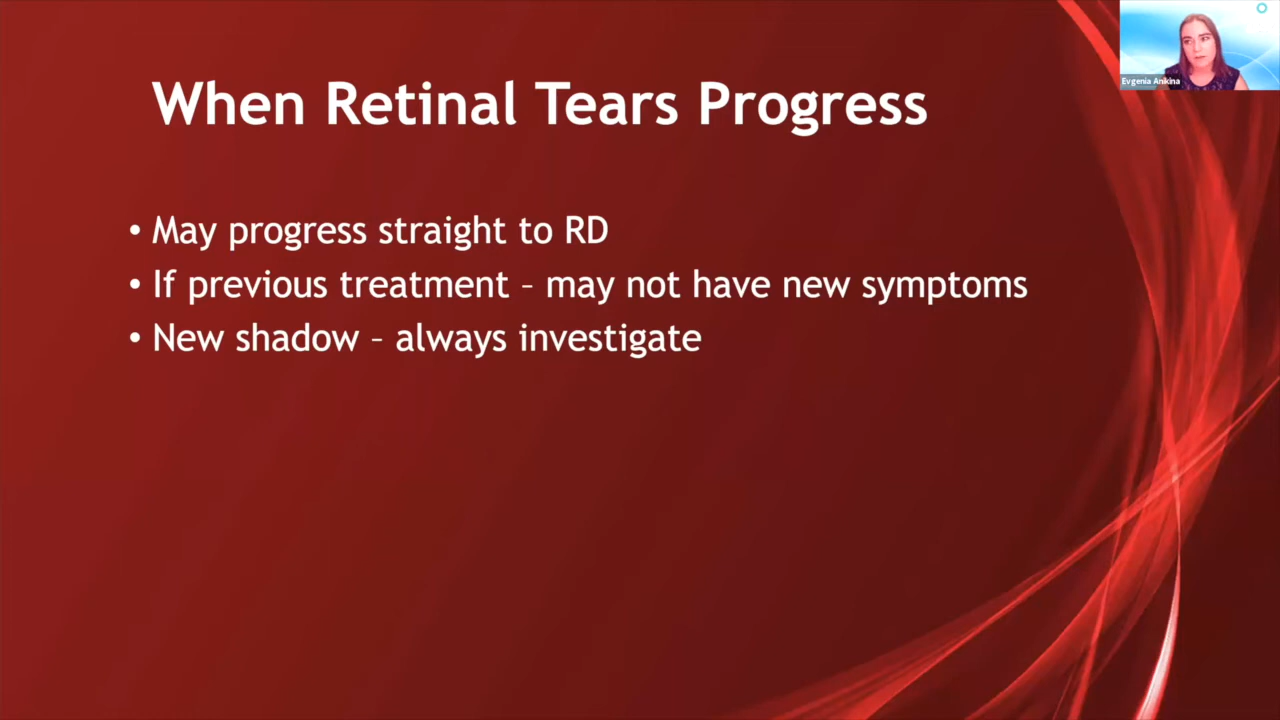 When Retinal Tears Progress
• May progress straight to RD
• If previous treatment – may not have new symptoms
• New shadow – always investigate
Evgenia Anikina